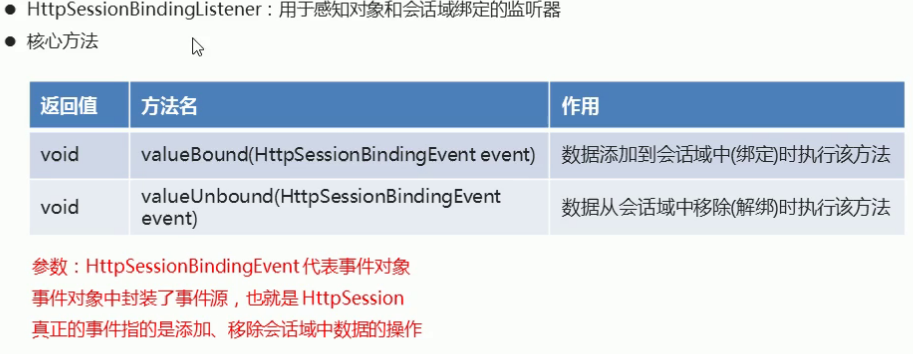 ● HttpSessionBindingListener：用于感知对象和会话域绑定的监听器
● 核心方法
返回值 方法名 作用
void valueBound(HttpSessionBindingEvent event) 数据添加到会话域中(绑定)时执行该方法
void valueUnbound(HttpSessionBindingEvent event) 数据从会话域中移除(解绑)时执行该方法
参数：HttpSessionBindingEvent 代表事件对象
事件对象中封装了事件源，也就是 HttpSession
真正的事件指的是添加、移除会话域中数据的操作